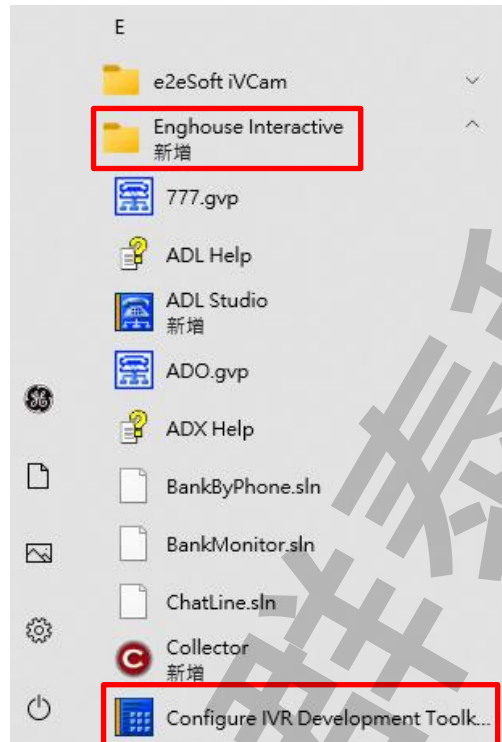 E
e2eSoft iVCam
Enghouse Interactive
新增
777.gvp
ADL Help
ADL Studio
新增
ADO.gvp
ADX Help
BankByPhone.sln
BankMonitor.sln
ChatLine.sln
Collector
新增
Configure IVR Development Toolk...